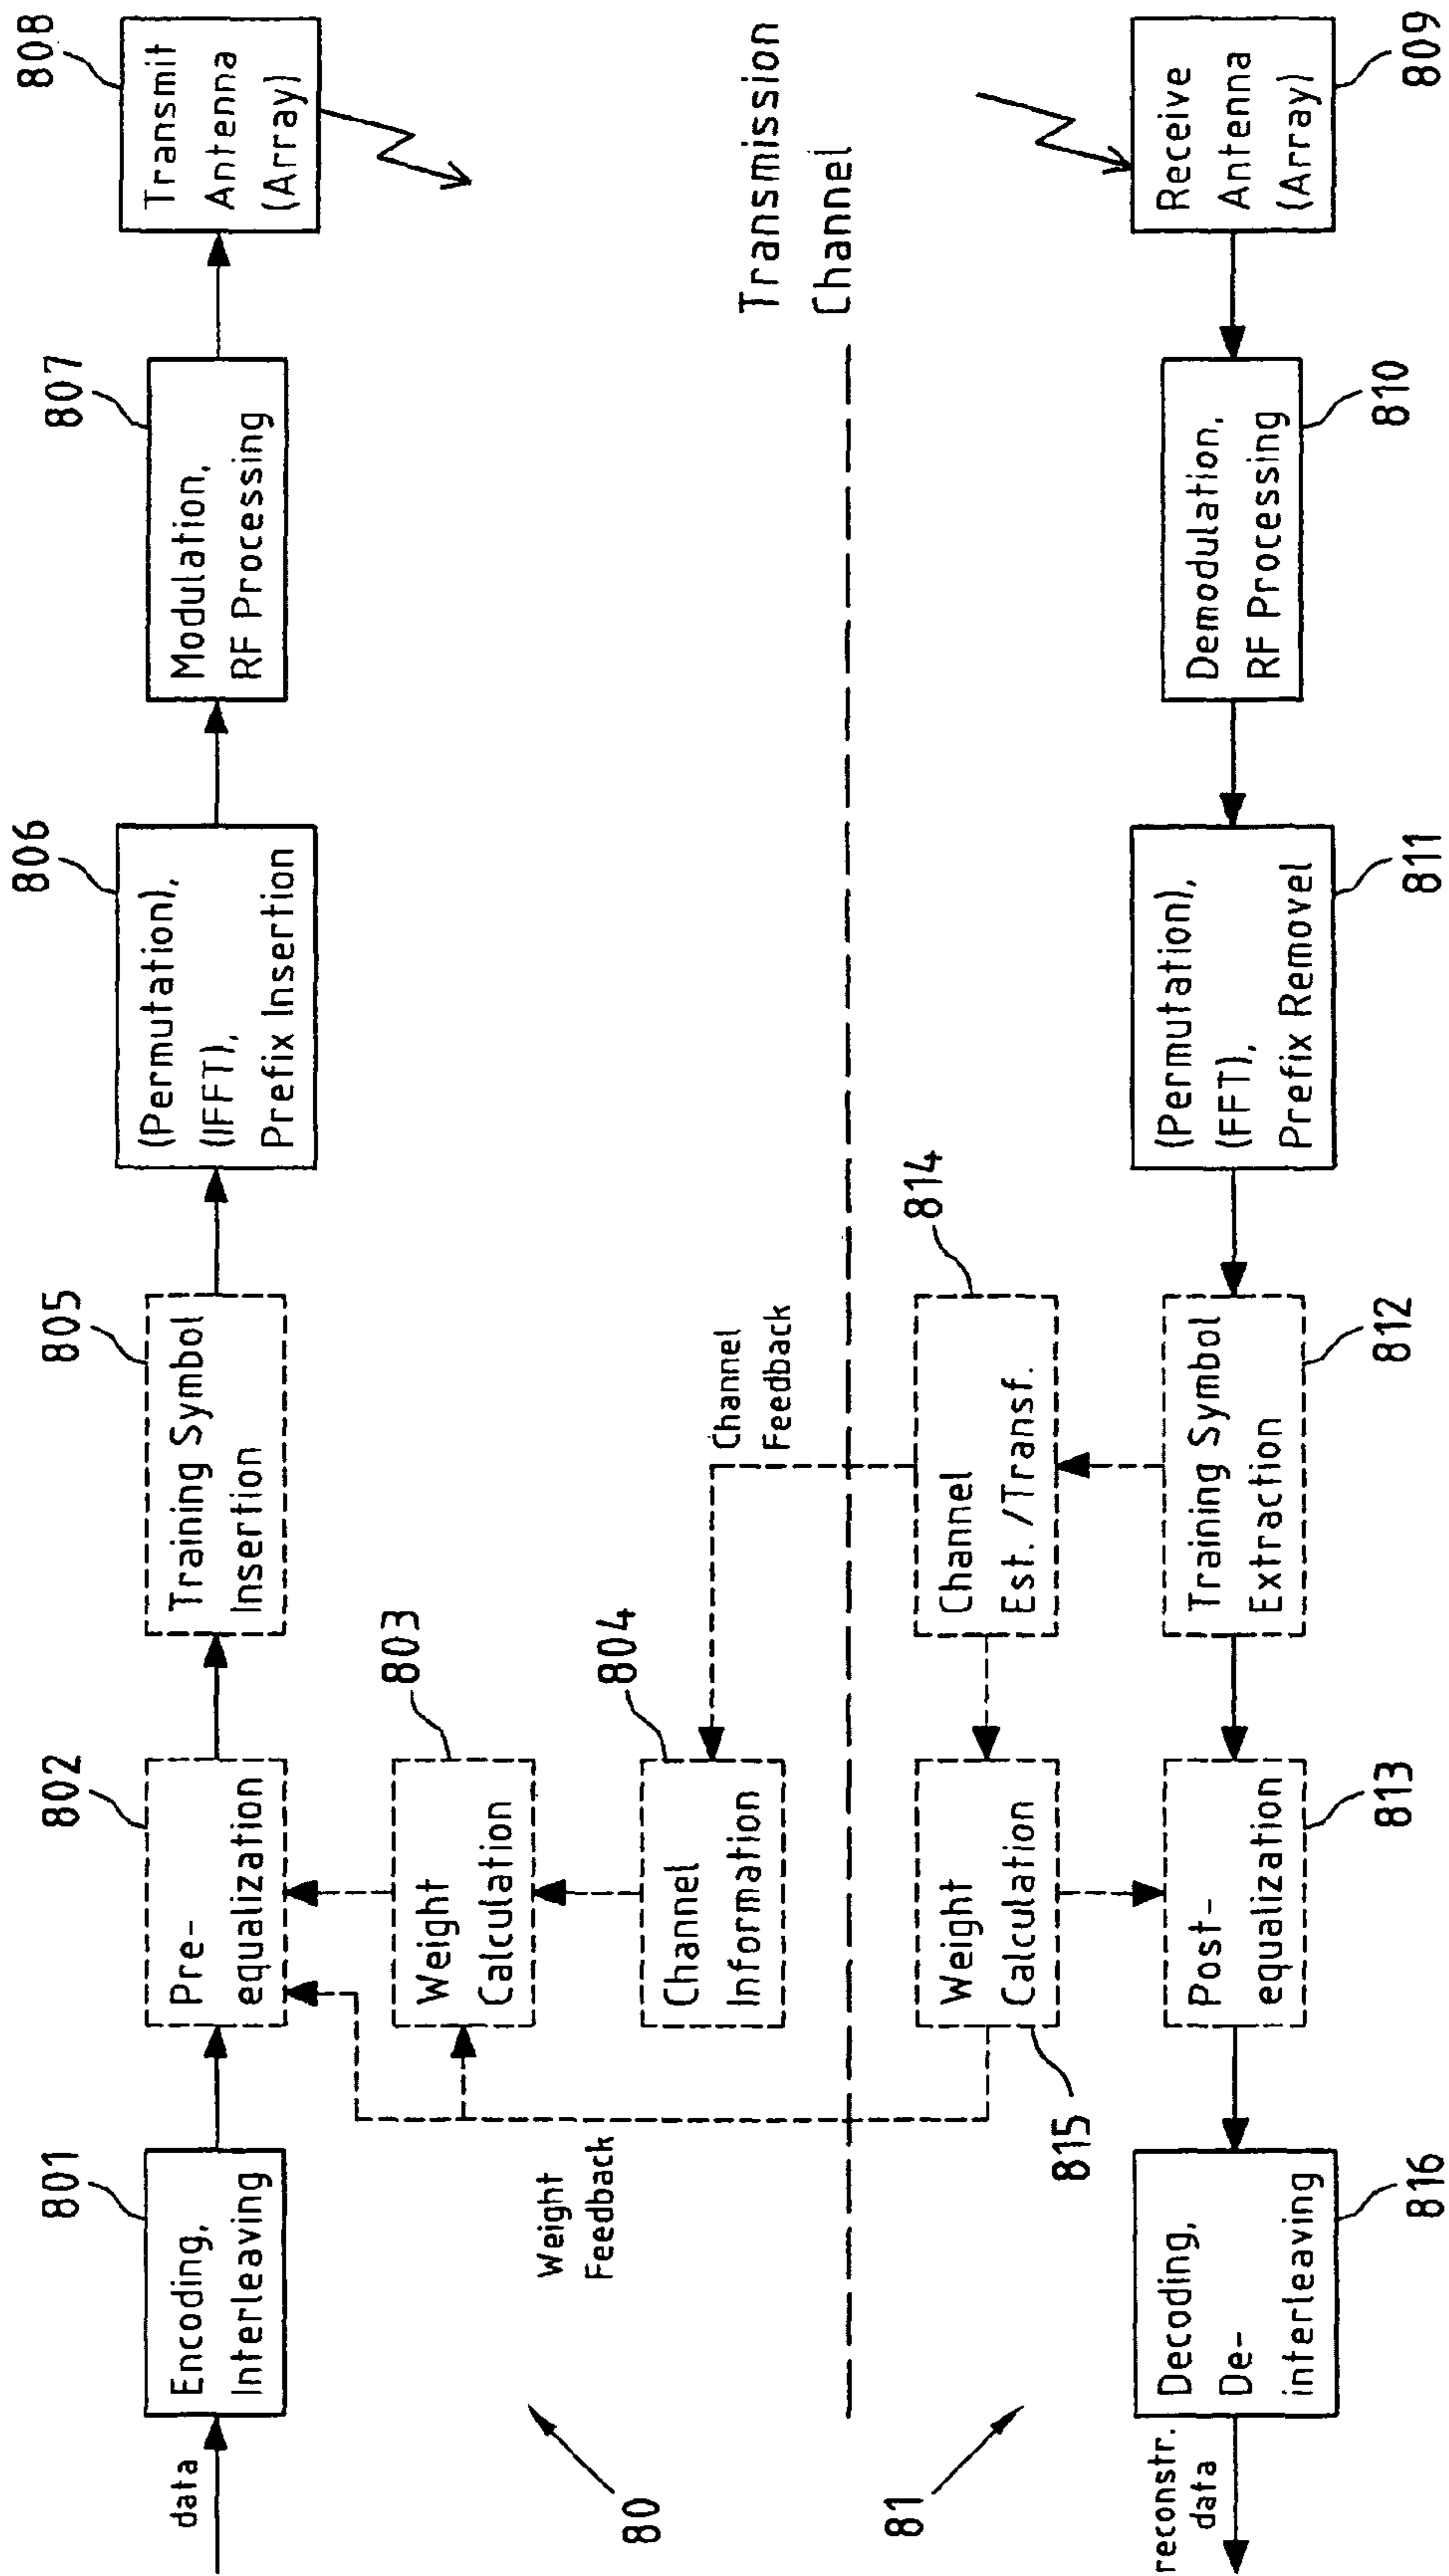 data
801
Encoding,
Interleaving
802
Pre-
equalization
805
Training Symbol
Insertion
806
(Permutation),
(IFFT),
Prefix Insertion
807
Modulation,
RF Processing
808
Transmit
Antenna
(Array)
803
Weight
Calculation
804
Channel
Information
Weight
Feedback
Channel
Feedback
80
Transmission
Channel
81
814
Channel
Est. /Transf.
Weight
Calculation
815
reconstr.
data
Decoding,
De-
interleaving
816
Post-
equalization
813
Training Symbol
Extraction
812
(Permutation),
(FFT),
Prefix Removel
811
Demodulation,
RF Processing
810
Receive
Antenna
(Array)
809